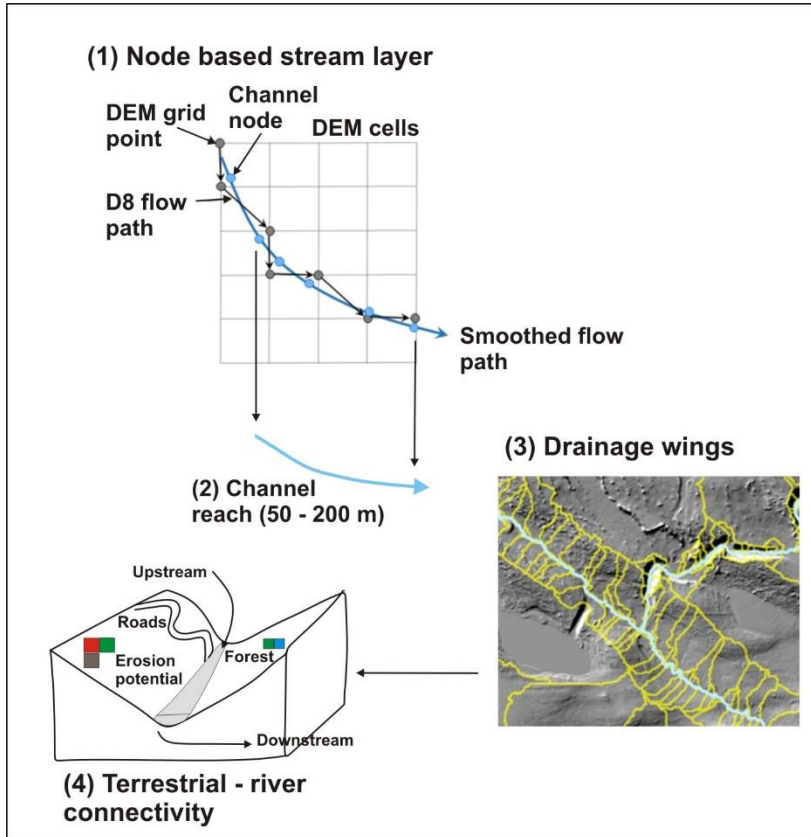 (1) Node based stream layer
Channel
node
DEM grid
point
DEM cells
D8 flow
path
Smoothed flow
path
(2) Channel
reach (50 - 200 m)
(3) Drainage wings
Upstream
Roads
Erosion
potential
Forest
Downstream
(4) Terrestrial - river
connectivity